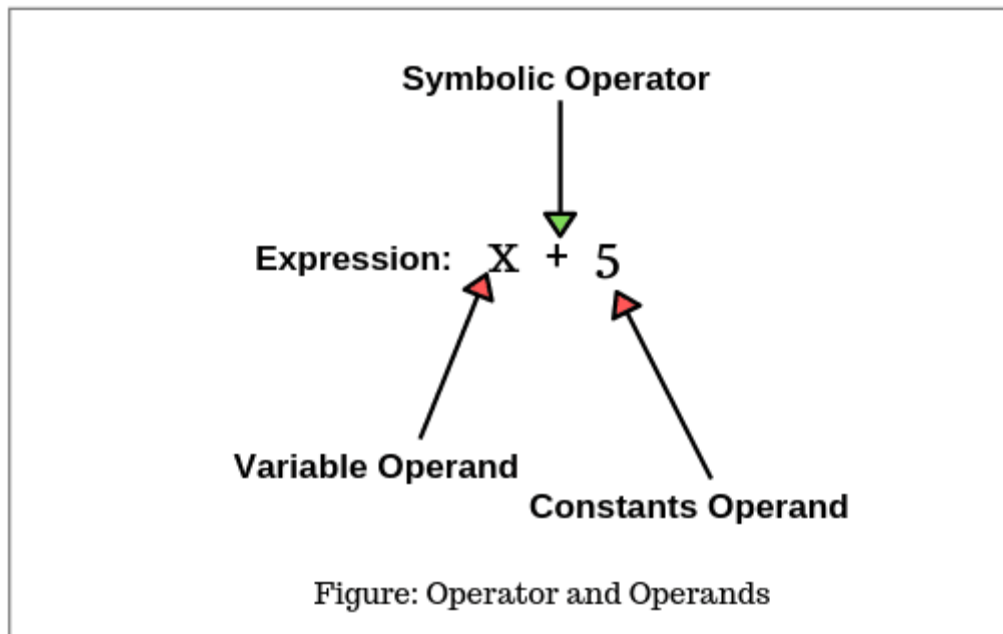 Symbolic Operator
Expression: X + 5
Variable Operand
Constants Operand
Figure: Operator and Operands